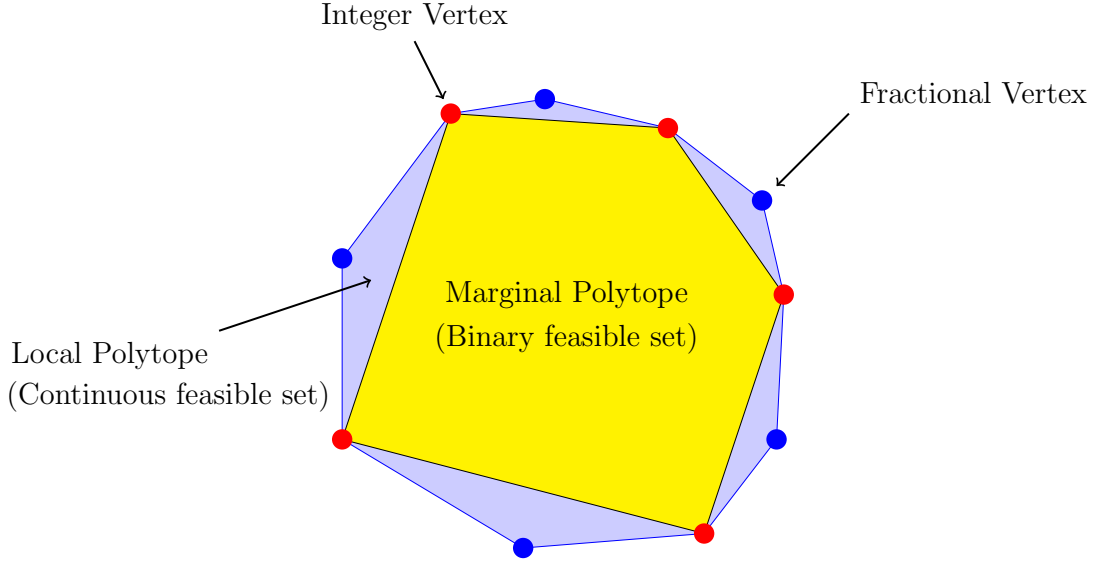 Integer Vertex
Fractional Vertex
Marginal Polytope
(Binary feasible set)
Local Polytope
(Continuous feasible set)